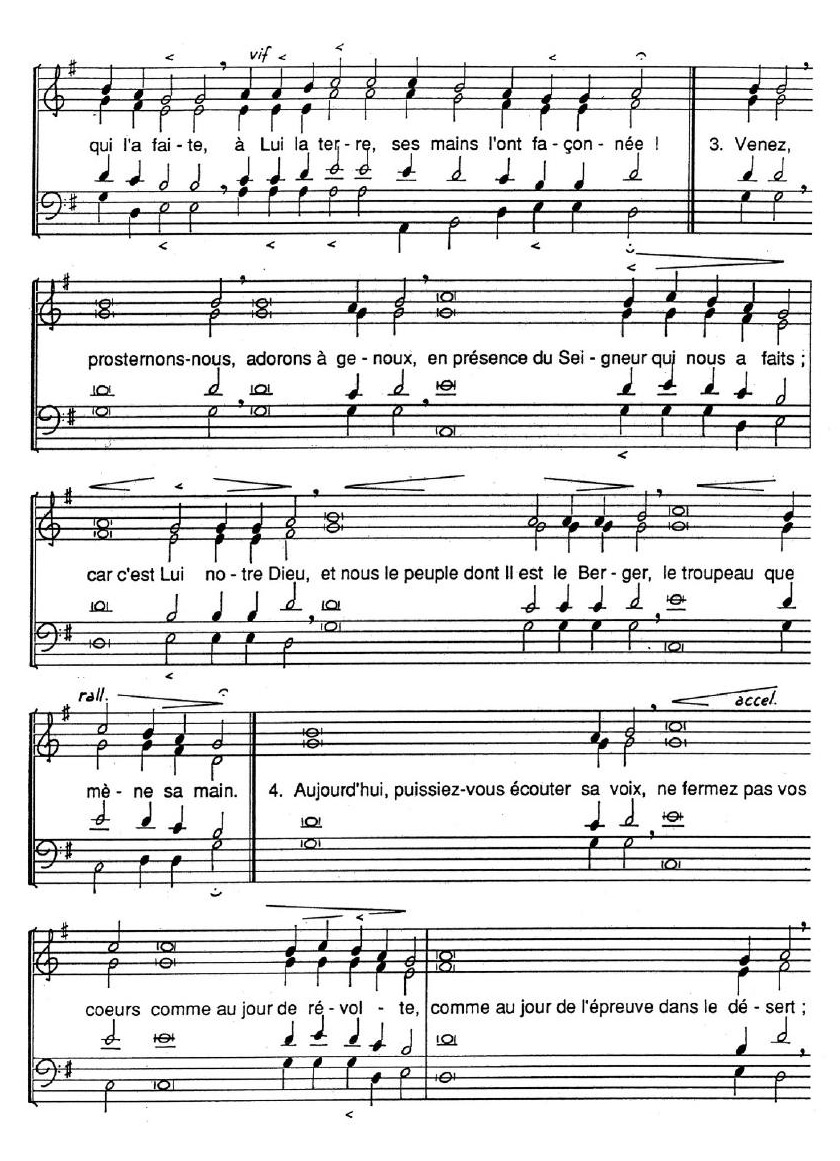 vif
qui l'a fai-te, à Lui la ter-re, ses mains l'ont fa-çon-née ! 3. Venez,
prosternons-nous, adorons à ge-noux, en présence du Sei-gneur qui nous a faits ;
car c'est Lui no-tre Dieu, et nous le peuple dont Il est le Ber-ger, le troupeau que
rall.
mè-ne sa main. 4. Aujourd'hui, puissiez-vous écouter sa voix, ne fermez pas vos
accel.
coeurs comme au jour de ré-vol-te, comme au jour de l'épreuve dans le dé-sert ;